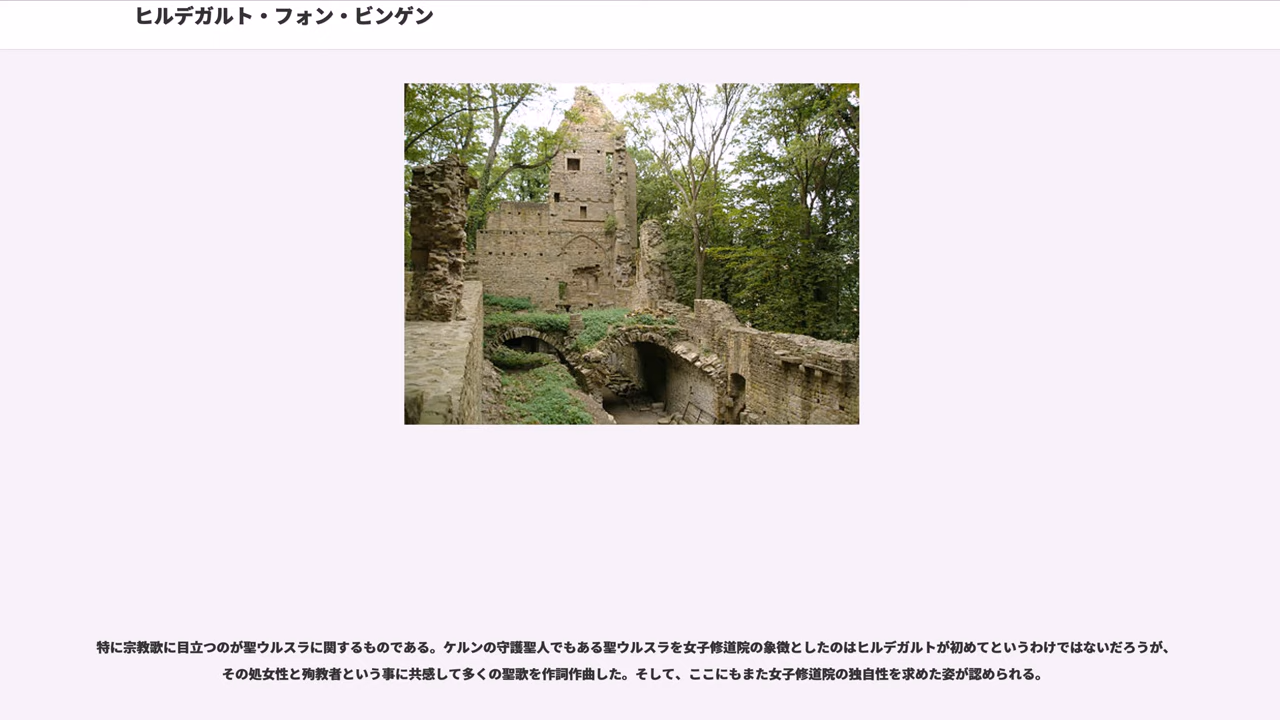 ヒルデガルト・フォン・ビンゲン
特に宗教歌に目立つのが聖ウルスラに関するものである。ケルンの守護聖人でもある聖ウルスラを女子修道院の象徴としたのはヒルデガルトが初めてというわけではないだろうが、
その処女性と殉教者という事に共感して多くの聖歌を作詞作曲した。そして、ここにもまた女子修道院の独自性を求めた姿が認められる。